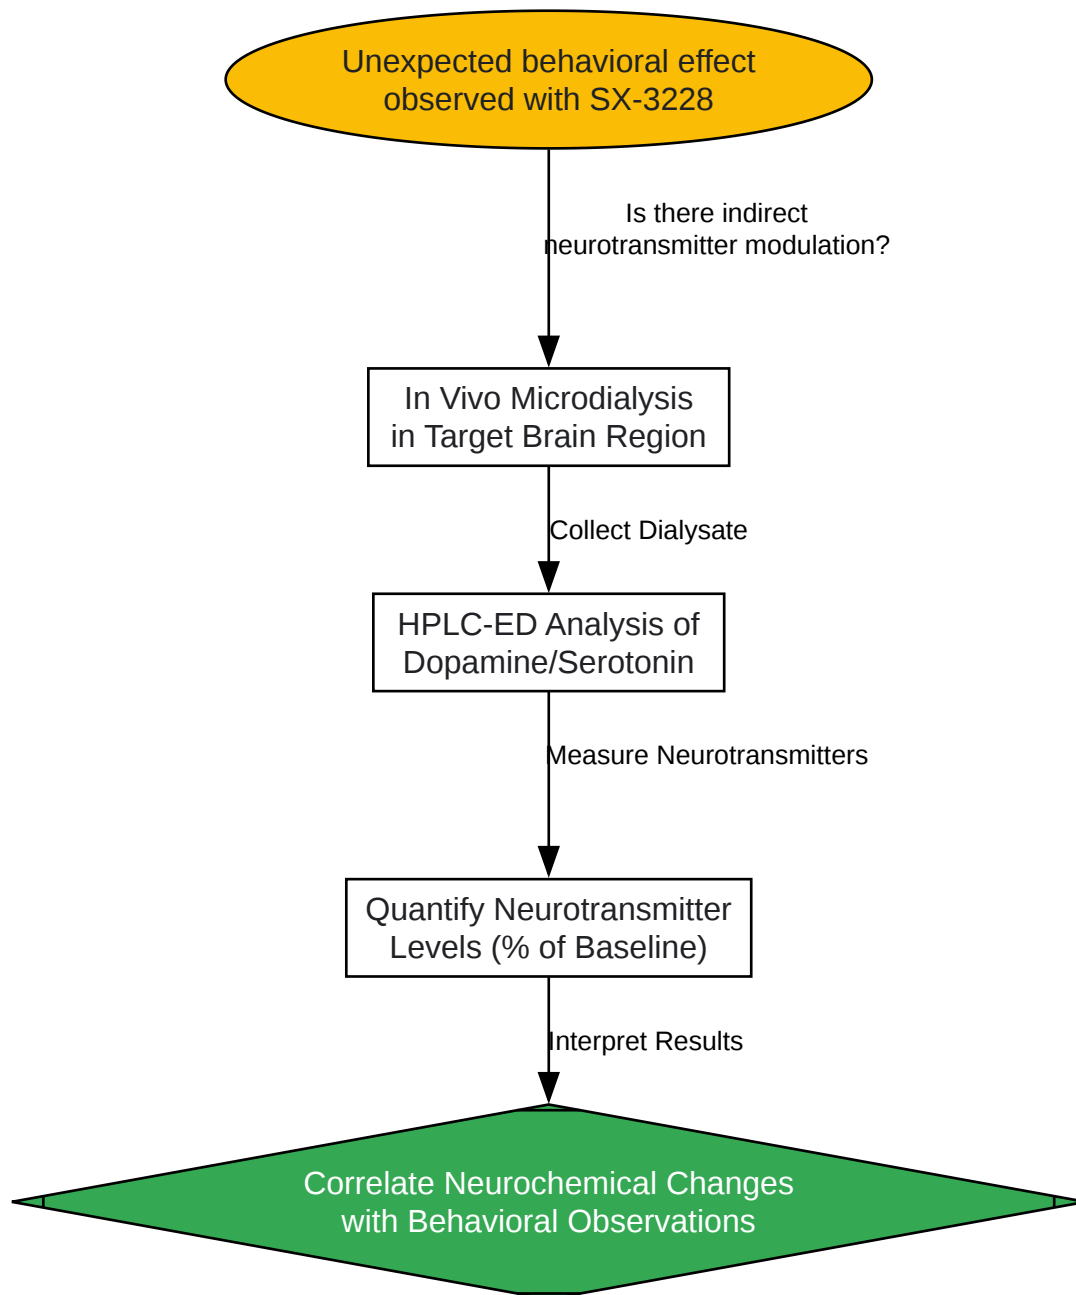 Unexpected behavioral effect
observed with SX-3228
Is there indirect
neurotransmitter modulation?
In Vivo Microdialysis
in Target Brain Region
Collect Dialysate
HPLC-ED Analysis of
Dopamine/Serotonin
Measure Neurotransmitters
Quantify Neurotransmitter
Levels (% of Baseline)
Interpret Results
Correlate Neurochemical Changes
with Behavioral Observations